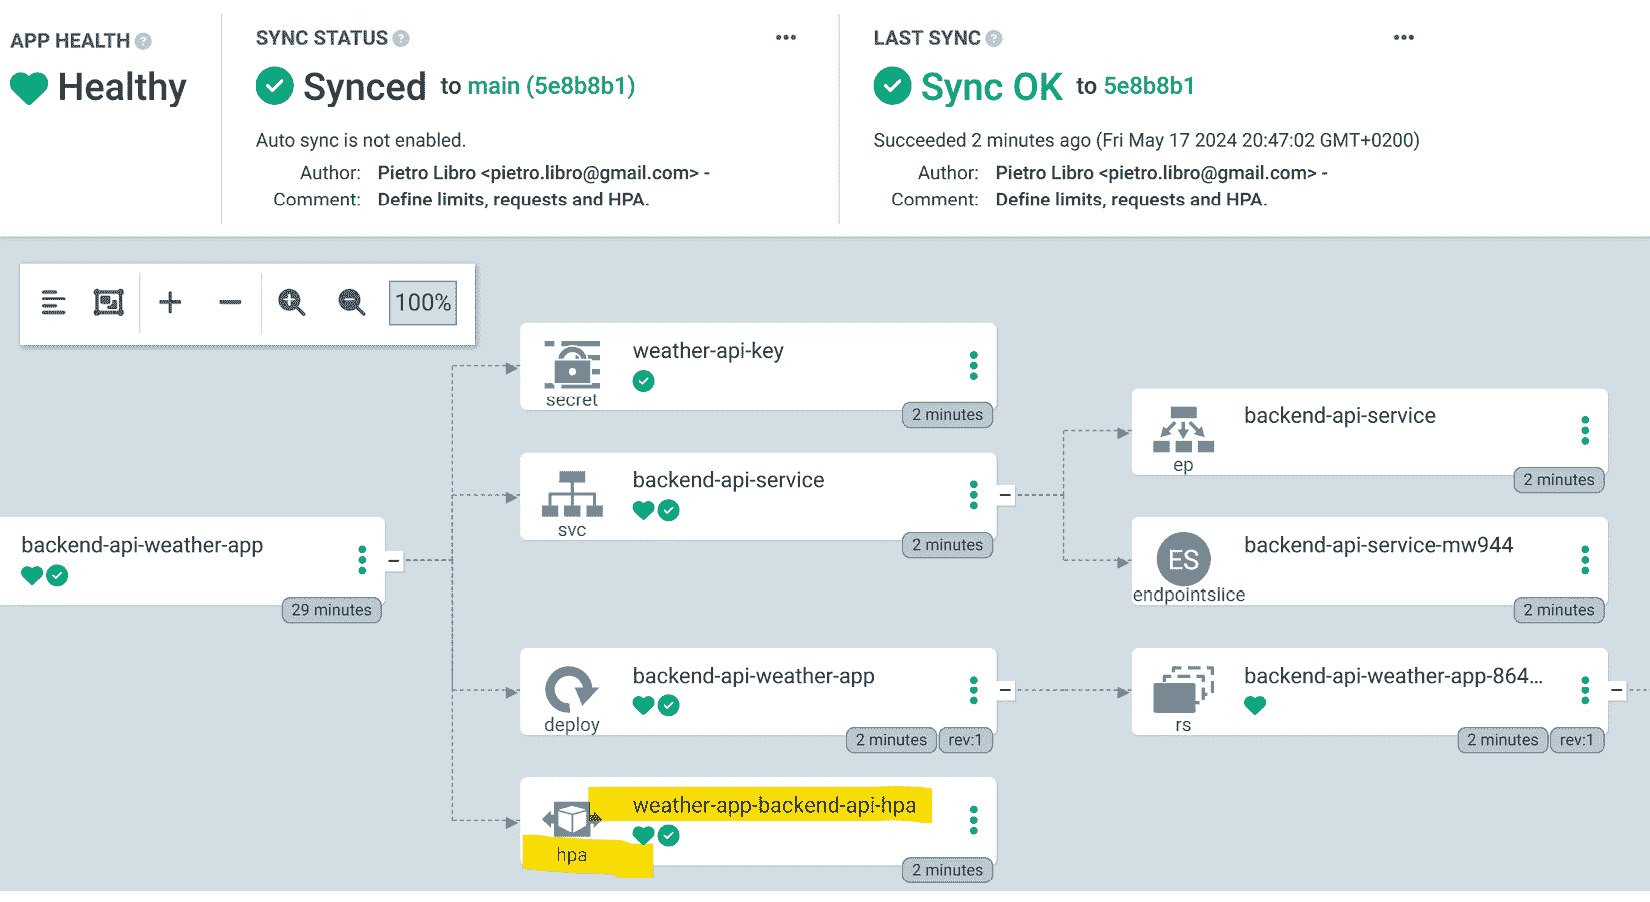 APP HEALTH ?
Healthy
SYNC STATUS ?
Synced to main (5e8b8b1)
Auto sync is not enabled.
Author: Pietro Libro <pietro.libro@gmail.com> -
Comment: Define limits, requests and HPA.
LAST SYNC ?
Sync OK to 5e8b8b1
Succeeded 2 minutes ago (Fri May 17 2024 20:47:02 GMT+0200)
Author: Pietro Libro <pietro.libro@gmail.com> -
Comment: Define limits, requests and HPA.
100%
backend-api-weather-app
29 minutes
weather-api-key
secret
2 minutes
backend-api-service
svc
2 minutes
backend-api-weather-app
deploy
2 minutes rev:1
weather-app-backend-api-hpa
hpa
2 minutes
backend-api-service
ep
2 minutes
ES
backend-api-service-mw944
endpointslice
2 minutes
backend-api-weather-app-864...
rs
2 minutes rev:1